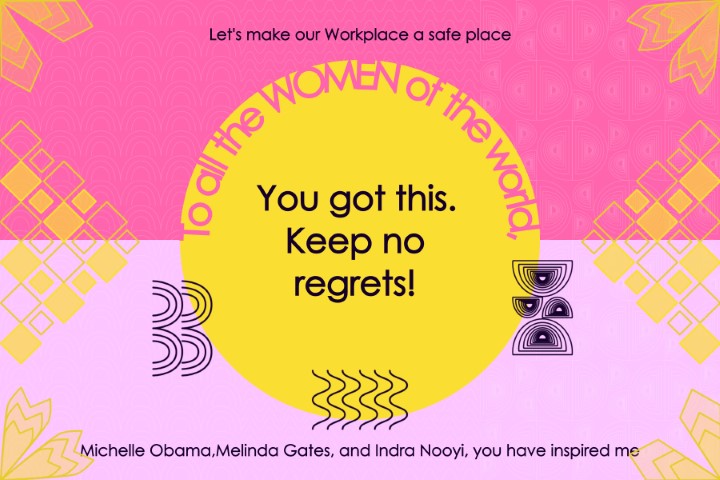 Let's make our Workplace a safe place
To all the WOMEN of the world,
You got this.
Keep no
regrets!
Michelle Obama,Melinda Gates, and Indra Nooyi, you have inspired me